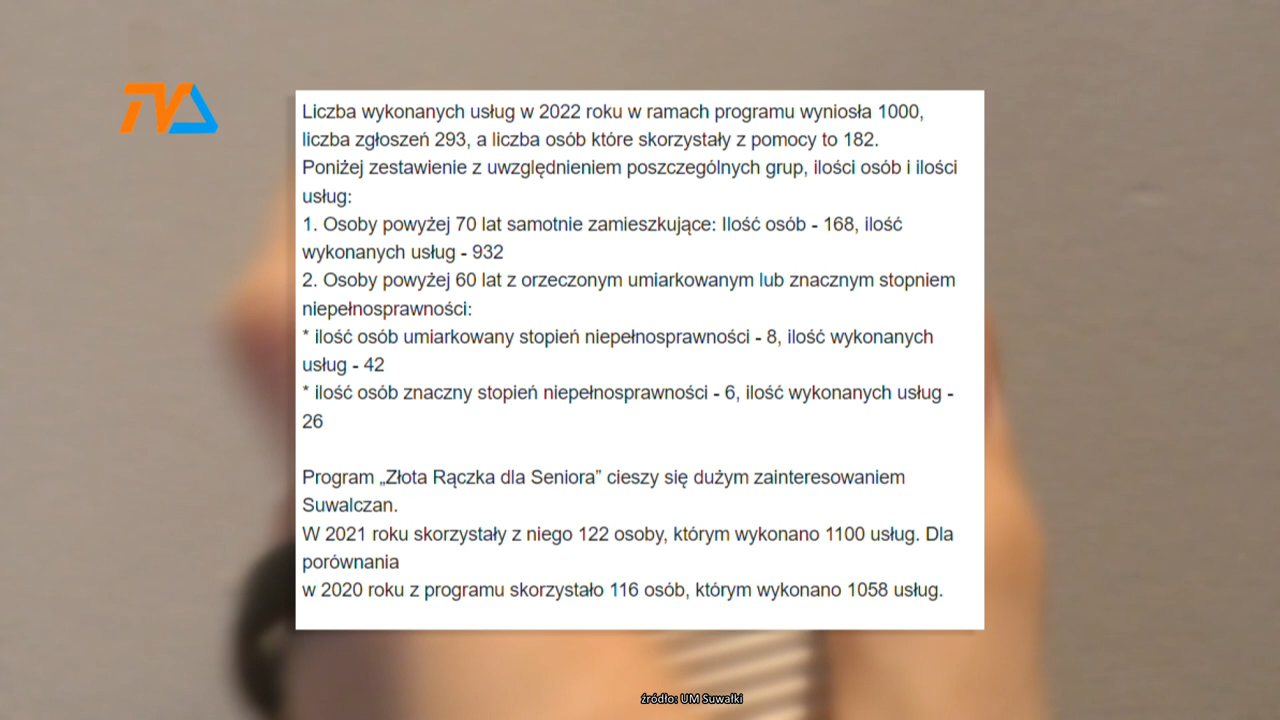 TVA
Liczba wykonanych usług w 2022 roku w ramach programu wyniosła 1000,
liczba zgłoszeń 293, a liczba osób które skorzystały z pomocy to 182.
Poniżej zestawienie z uwzględnieniem poszczególnych grup, ilości osób i ilości
usług:
1. Osoby powyżej 70 lat samotnie zamieszkujące: Ilość osób - 168, ilość
wykonanych usług - 932
2. Osoby powyżej 60 lat z orzeczonym umiarkowanym lub znacznym stopniem
niepełnosprawności:
* ilość osób umiarkowany stopień niepełnosprawności - 8, ilość wykonanych
usług - 42
* ilość osób znaczny stopień niepełnosprawności - 6, ilość wykonanych usług -
26
Program „Złota Rączka dla Seniora” cieszy się dużym zainteresowaniem
Suwalczan.
W 2021 roku skorzystały z niego 122 osoby, którym wykonano 1100 usług. Dla
porównania
w 2020 roku z programu skorzystało 116 osób, którym wykonano 1058 usług.
źródło: UM Suwałki